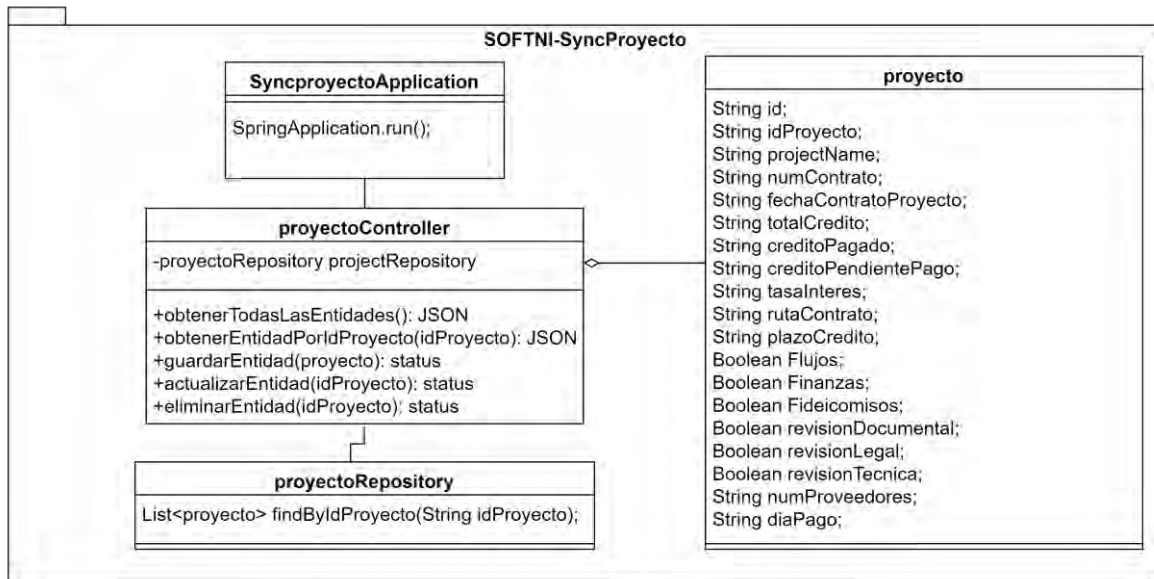 SOFTNI-SyncProyecto
SyncproyectoApplication
SpringApplication.run();
proyectoController
-proyectoRepository projectRepository
+obtenerTodasLasEntidades(): JSON
+obtenerEntidadPorIdProyecto(idProyecto): JSON
+guardarEntidad(proyecto): status
+actualizarEntidad(idProyecto): status
+eliminarEntidad(idProyecto): status
proyectoRepository
List<proyecto> findByIdProyecto(String idProyecto);
proyecto
String id;
String idProyecto;
String projectName;
String numContrato;
String fechaContratoProyecto;
String totalCredito;
String creditoPagado;
String creditoPendientePago;
String tasaInteres;
String rutaContrato;
String plazoCredito;
Boolean Flujos;
Boolean Finanzas;
Boolean Fideicomisos;
Boolean revisionDocumental;
Boolean revisionLegal;
Boolean revisionTecnica;
String numProveedores;
String diaPago;